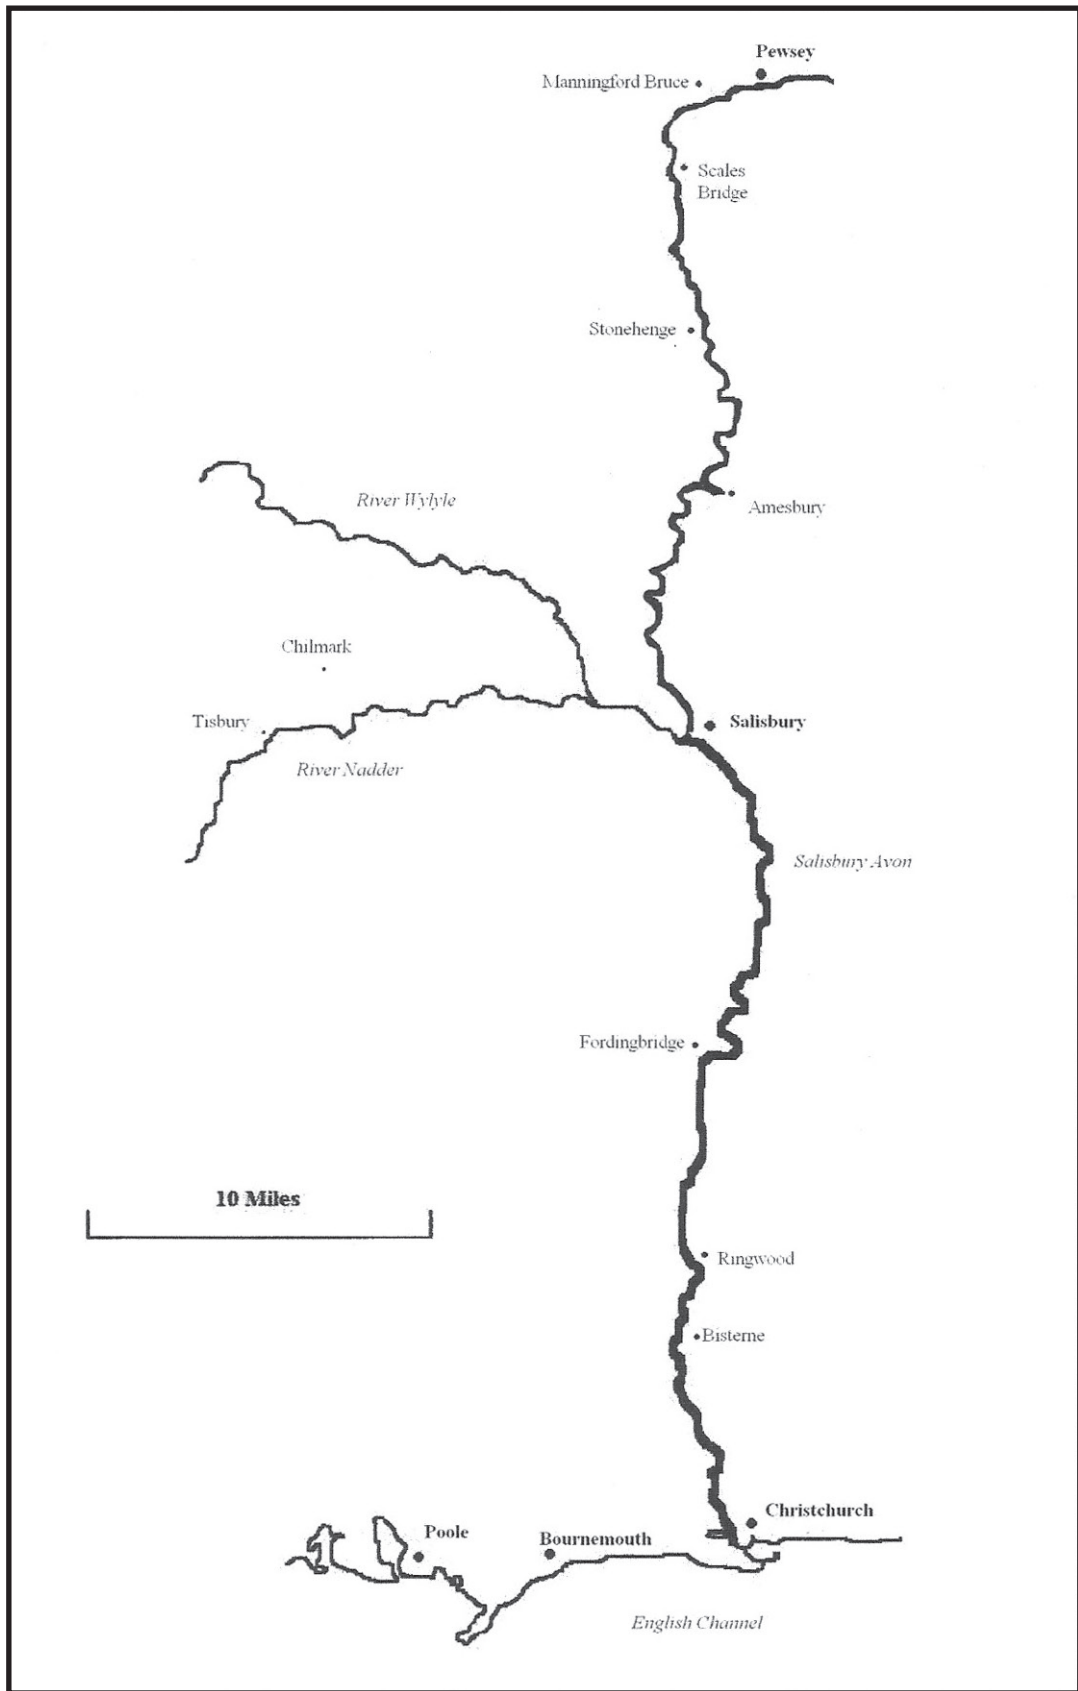 Pewsey
Manningford Bruce
Scales
Bridge
Stonehenge
River Wylyle
Amesbury
Chilmark
Tisbury
Salisbury
River Nadder
Salisbury Avon
Fordingbridge
10 Miles
Ringwood
Bisterne
Christchurch
Poole
Bournemouth
English Channel